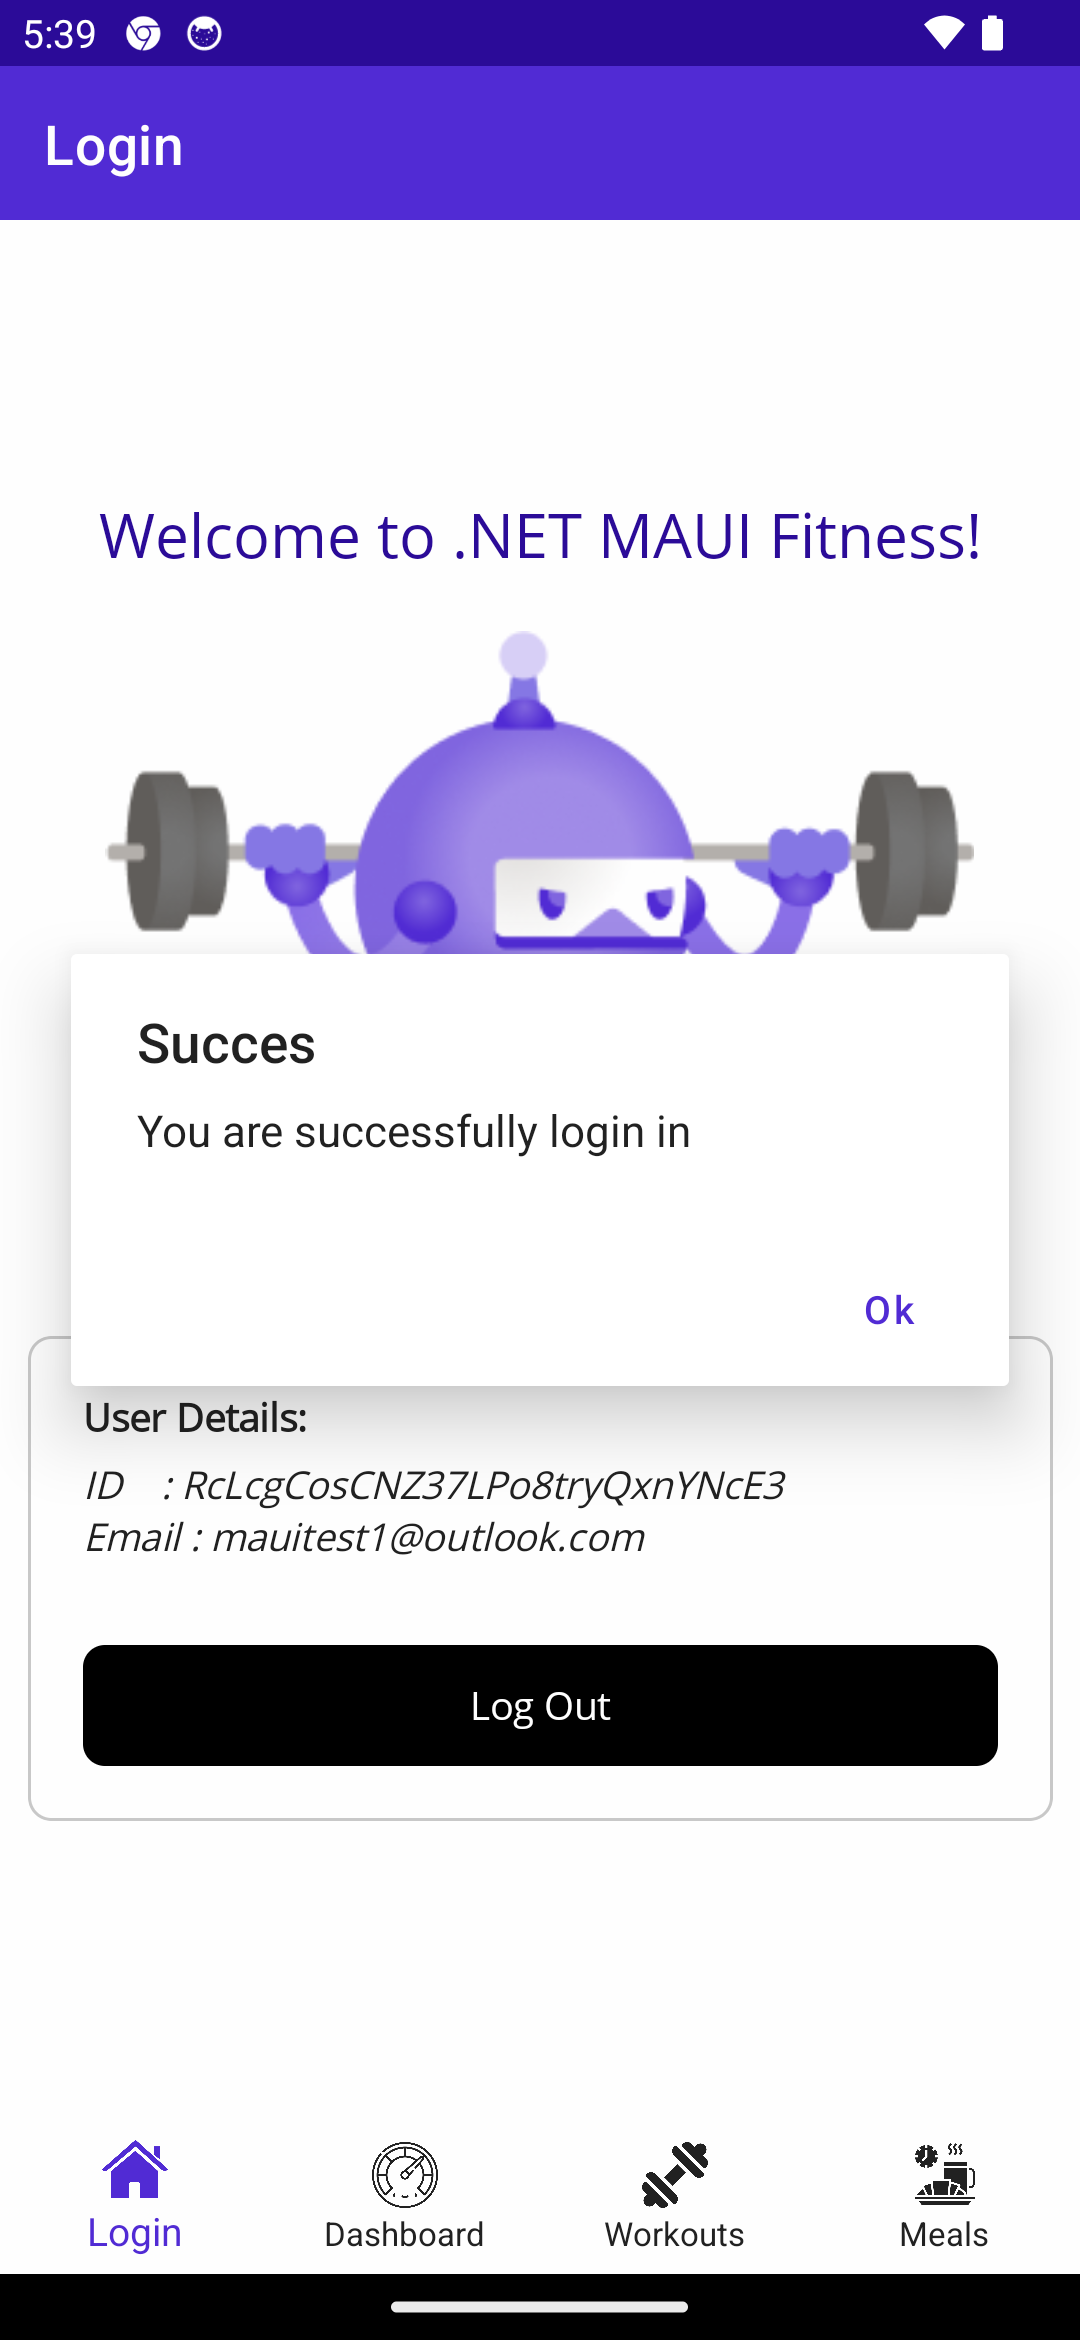 5:39
Login
Welcome to .NET MAUI Fitness!
Succes
You are successfully login in
Ok
User Details:
ID : RcLcgCosCNZ37LPo8tryQxnYNcE3
Email : mauitest1@outlook.com
Log Out
Login
Dashboard
Workouts
Meals